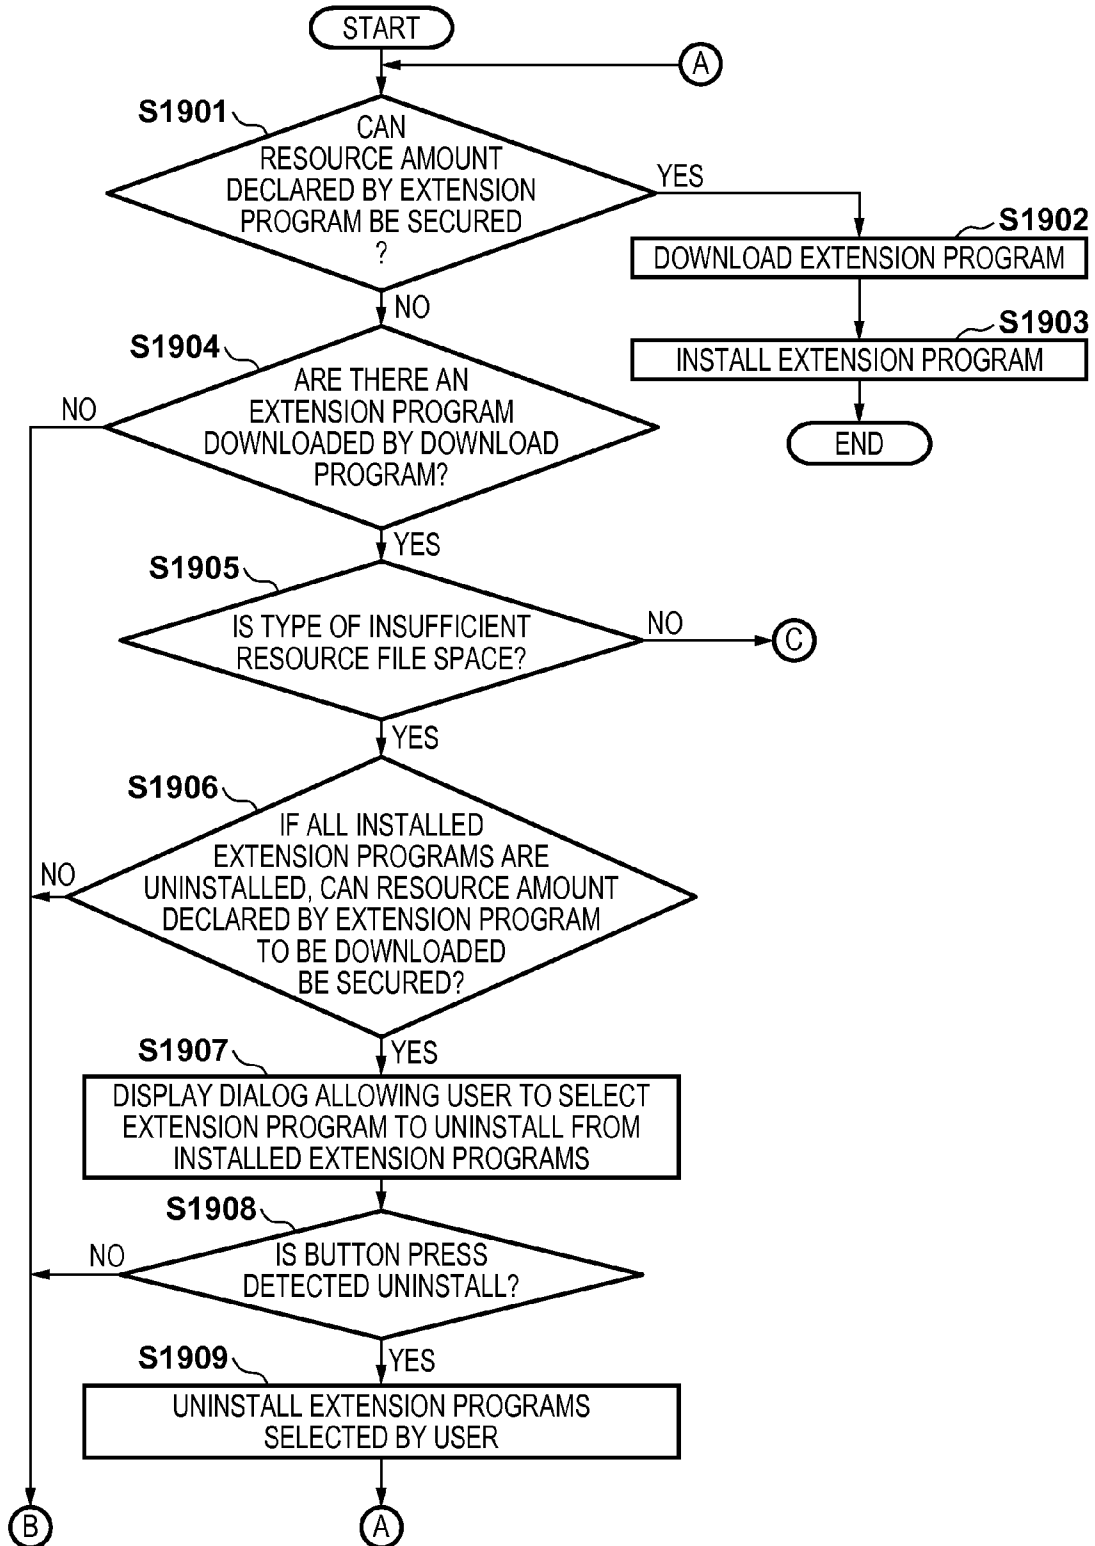 START
A
S1901
CAN
RESOURCE AMOUNT
DECLARED BY EXTENSION
PROGRAM BE SECURED
?
YES
S1902
DOWNLOAD EXTENSION PROGRAM
NO
S1903
INSTALL EXTENSION PROGRAM
END
S1904
ARE THERE AN
EXTENSION PROGRAM
DOWNLOADED BY DOWNLOAD
PROGRAM?
NO
YES
S1905
IS TYPE OF INSUFFICIENT
RESOURCE FILE SPACE?
NO
C
YES
S1906
IF ALL INSTALLED
EXTENSION PROGRAMS ARE
UNINSTALLED, CAN RESOURCE AMOUNT
DECLARED BY EXTENSION PROGRAM
TO BE DOWNLOADED
BE SECURED?
NO
YES
S1907
DISPLAY DIALOG ALLOWING USER TO SELECT
EXTENSION PROGRAM TO UNINSTALL FROM
INSTALLED EXTENSION PROGRAMS
S1908
IS BUTTON PRESS
DETECTED UNINSTALL?
NO
YES
S1909
UNINSTALL EXTENSION PROGRAMS
SELECTED BY USER
B
A